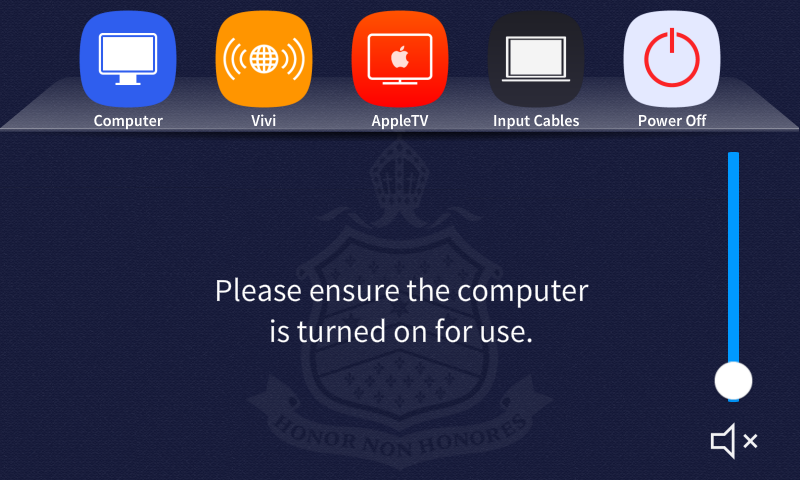 Computer
Vivi
AppleTV
Input Cables
Power Off
Please ensure the computer
is turned on for use.
HONOR NON HONORES